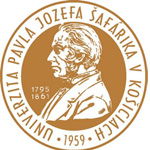 UNIVERZITA PAVLA JOZEFA ŠAFÁRIKA V KOŠICIACH
1795
1861
· 1959 ·